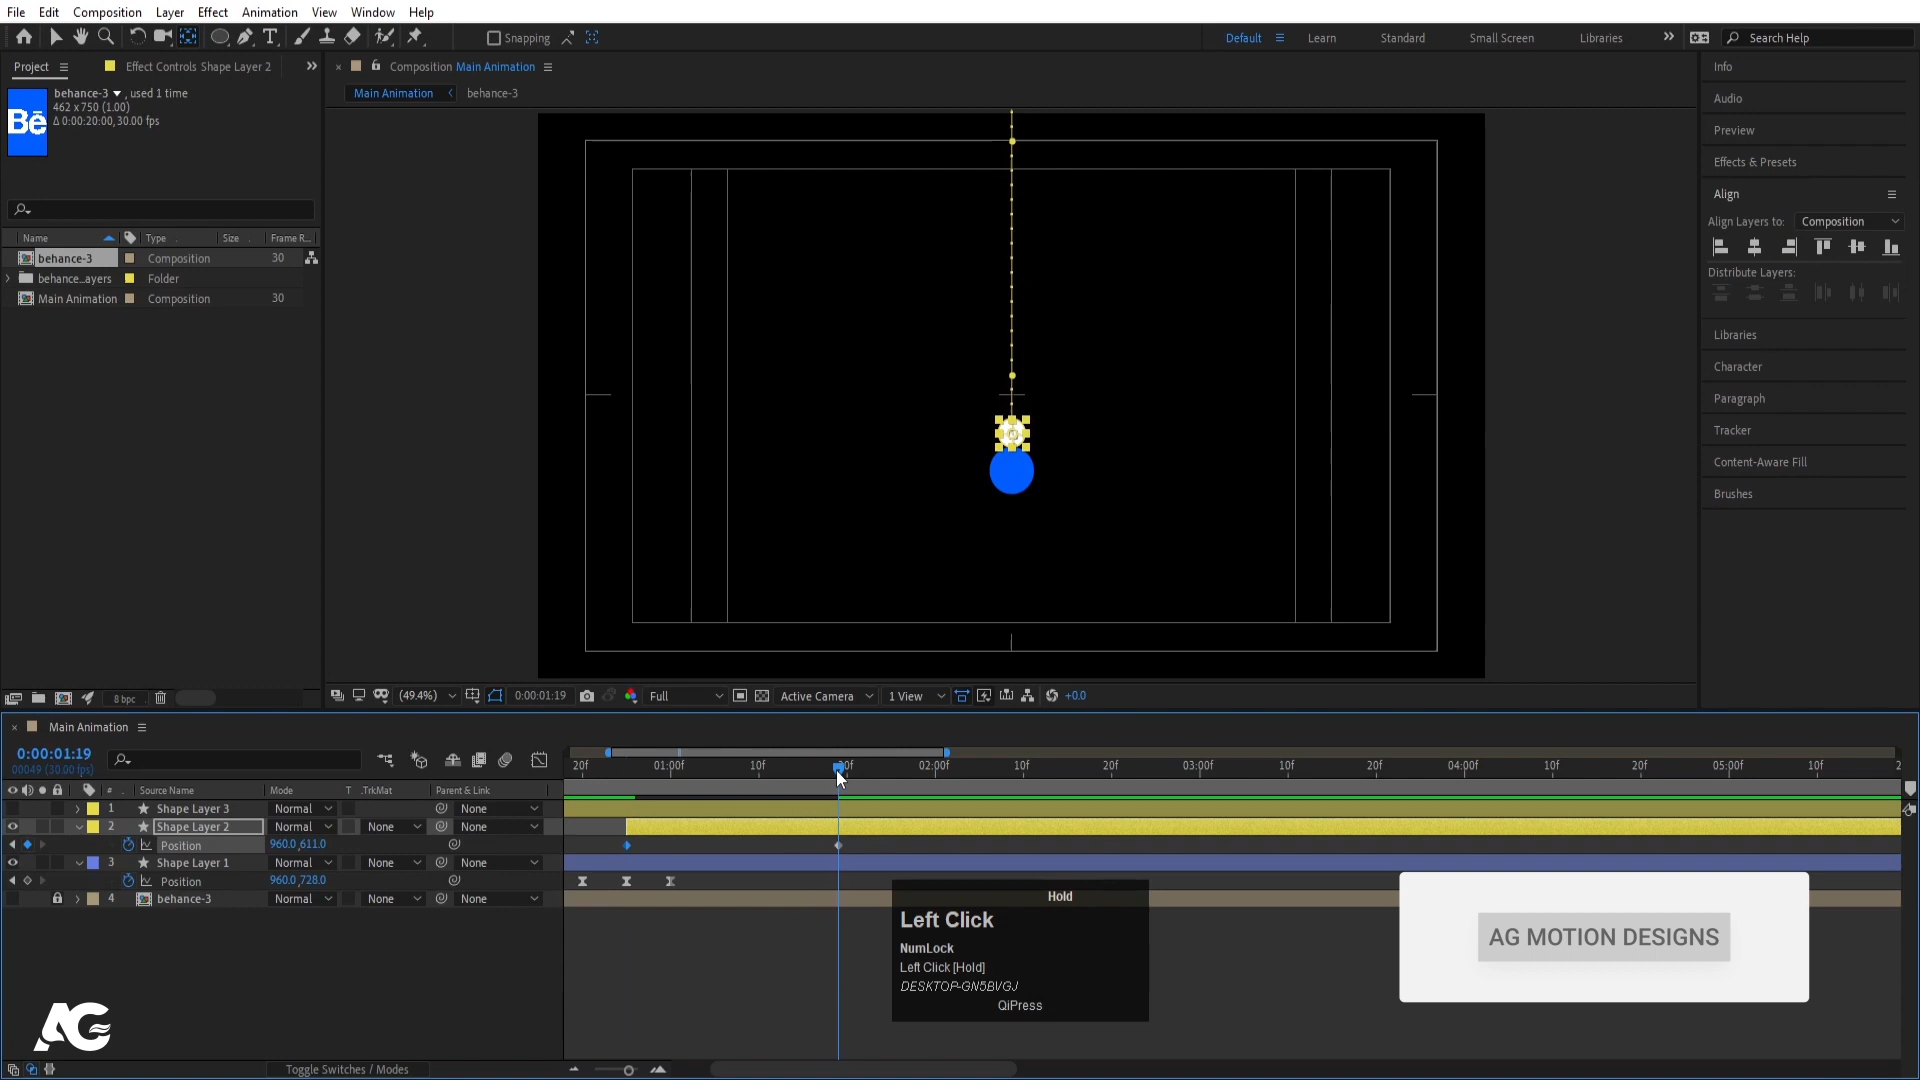 File Edit Composition Layer Effect Animation View Window Help
Snapping
Default Learn Standard Small Screen Libraries Search Help
Project Effect Controls Shape Layer 2
behance-3 , used 1 time
462 x 750 (1.00)
Δ 0:00:20:00, 30.00 fps
Bē
Name Type Size Frame R...
behance-3 Composition 30
behance...ayers Folder
Main Animation Composition 30
8 bpc
Composition Main Animation
Main Animation behance-3
(49.4%) 0:00:01:19 Full Active Camera 1 View +0.0
Info
Audio
Preview
Effects & Presets
Align
Align Layers to: Composition
Distribute Layers:
Libraries
Character
Paragraph
Tracker
Content-Aware Fill
Brushes
Main Animation
0:00:01:19
00049 (30.00 fps)
# Source Name Mode T .TrkMat Parent & Link
20f 01:00f 10f 20f 02:00f 10f 20f 03:00f 10f 20f 04:00f 10f 20f 05:00f 10f 2
1 Shape Layer 3 Normal None
2 Shape Layer 2 Normal None None
Position 960.0,611.0
3 Shape Layer 1 Normal None None
Position 960.0,728.0
4 behance-3 Normal None None
Hold
Left Click
NumLock
Left Click [Hold]
DESKTOP-GN5BVGJ
QiPress
AG MOTION DESIGNS
AG
Toggle Switches / Modes